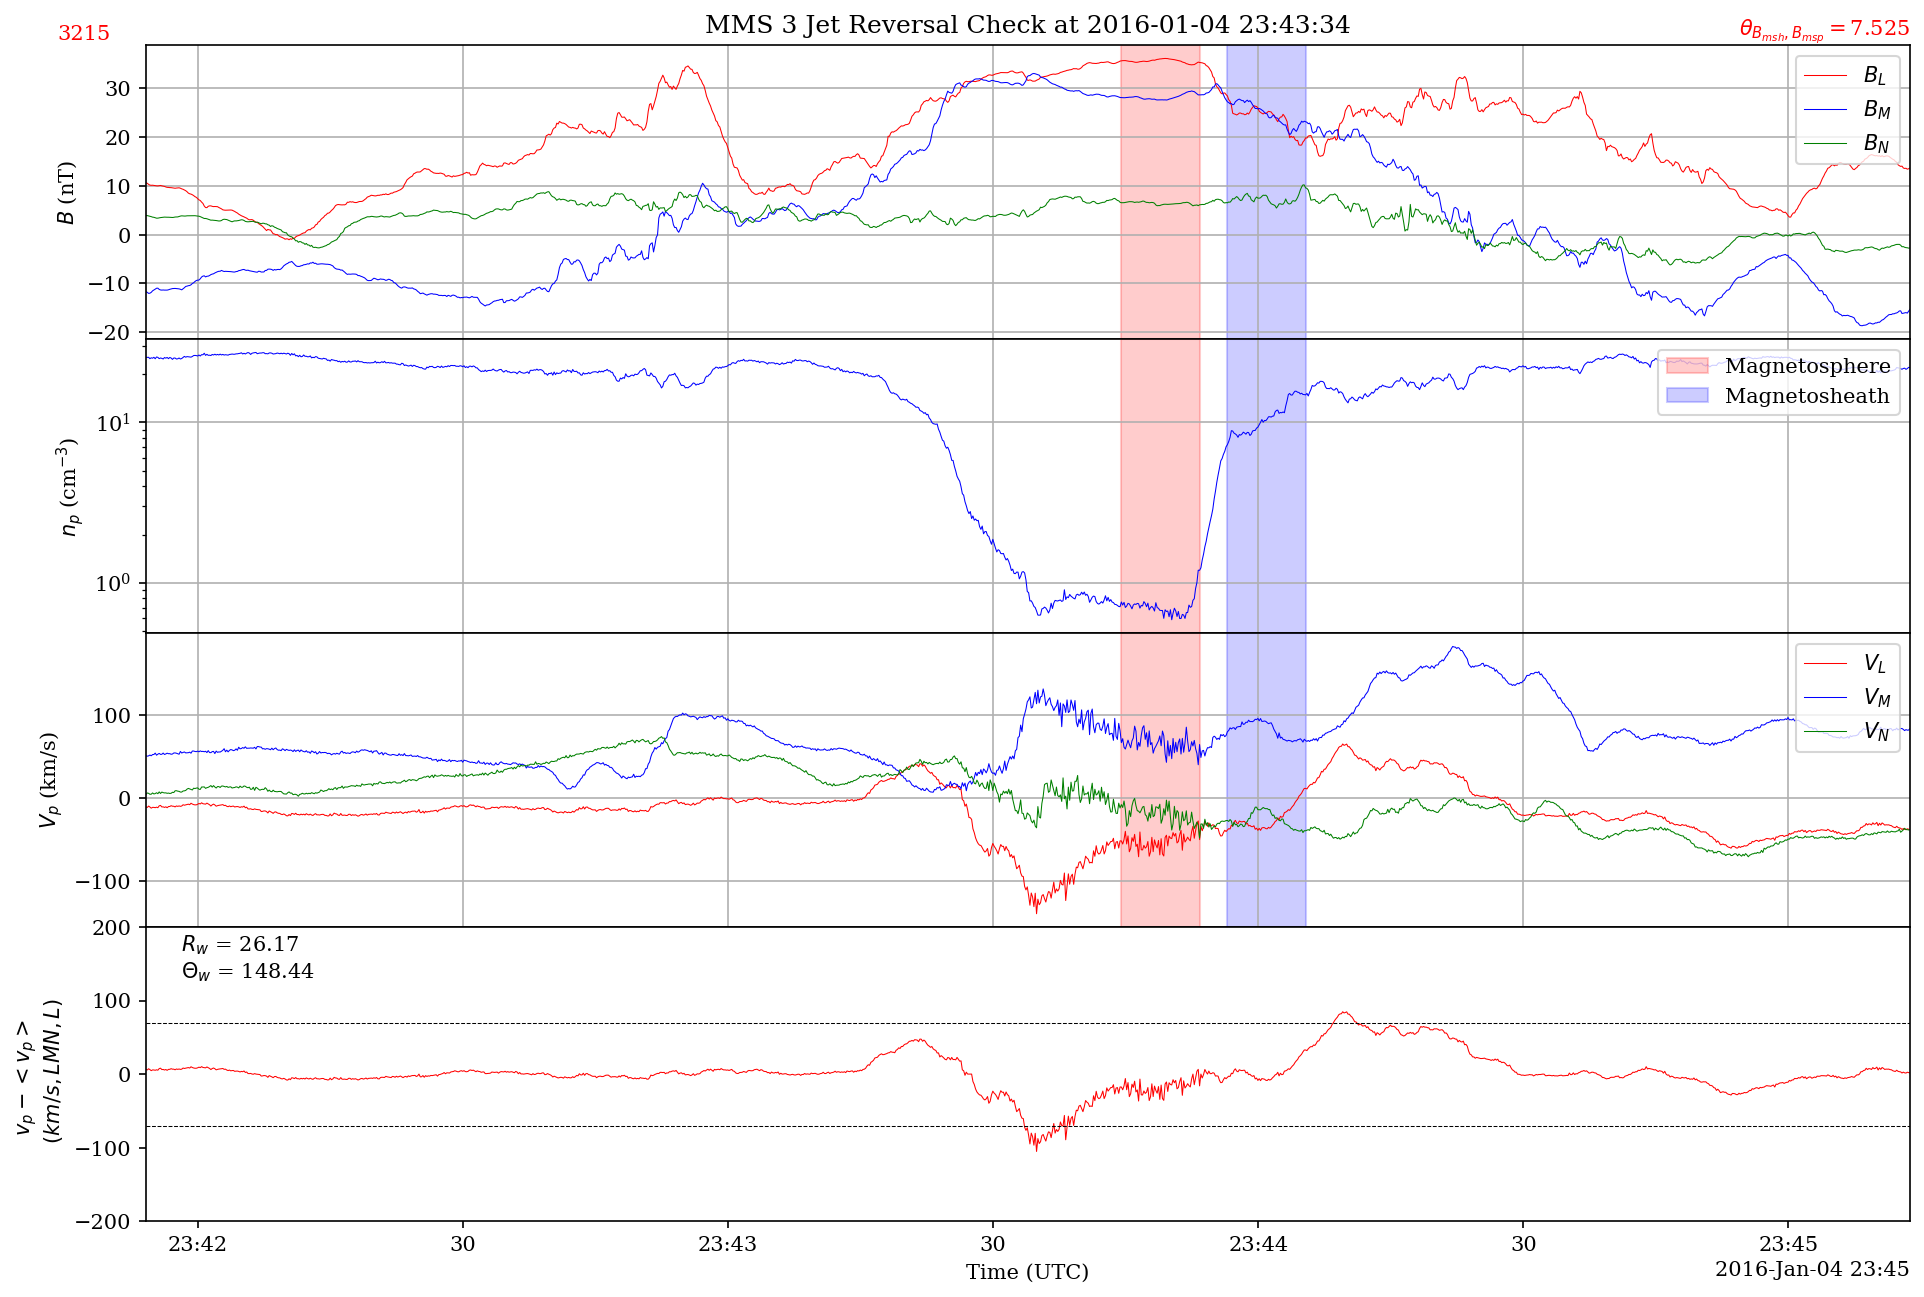 3215
MMS 3 Jet Reversal Check at 2016-01-04 23:43:34
θ_{B_{msh}, B_{msp}} = 7.525
B (nT)
30
20
10
0
−10
−20
B_L
B_M
B_N
n_p (cm^{−3})
10^1
10^0
Magnetosphere
Magnetosheath
V_p (km/s)
100
0
−100
V_L
V_M
V_N
v_p − < v_p >
(km/s, LMN, L)
200
100
0
−100
−200
R_w = 26.17
Θ_w = 148.44
23:42 30 23:43 30 23:44 30 23:45
Time (UTC)
2016-Jan-04 23:45